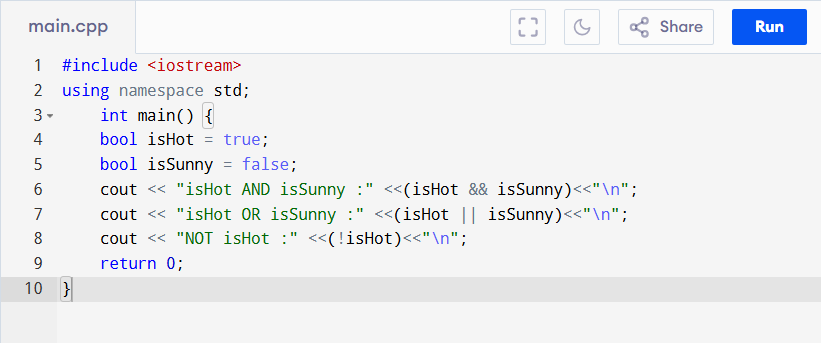 main.cpp
Share
Run
1 #include <iostream>
2 using namespace std;
3 int main() {
4 bool isHot = true;
5 bool isSunny = false;
6 cout << "isHot AND isSunny :" <<(isHot && isSunny)<<"\n";
7 cout << "isHot OR isSunny :" <<(isHot || isSunny)<<"\n";
8 cout << "NOT isHot :" <<(!isHot)<<"\n";
9 return 0;
10 }